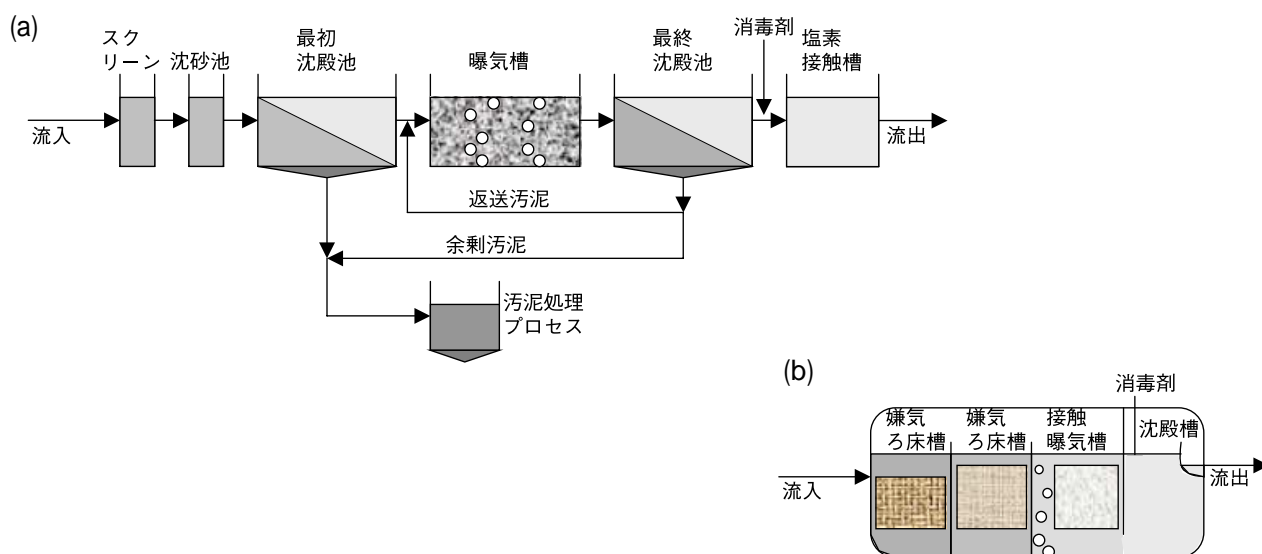 (a)
スク
リーン
沈砂池
最初
沈殿池
曝気槽
最終
沈殿池
消毒剤
塩素
接触槽
流入
流出
返送汚泥
余剰汚泥
汚泥処理
プロセス
(b)
消毒剤
嫌気
ろ床槽
嫌気
ろ床槽
接触
曝気槽
沈殿槽
流入
流出